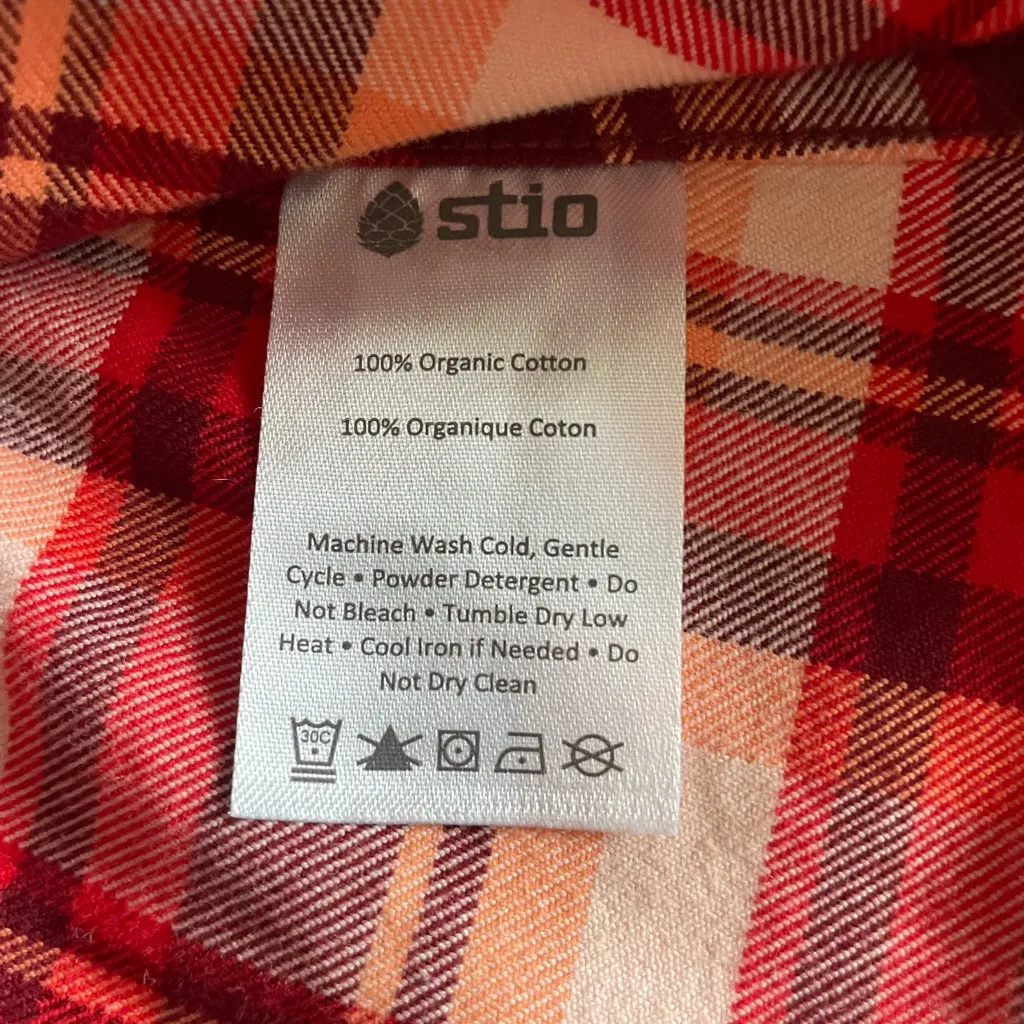 stio
100% Organic Cotton
100% Organique Coton
Machine Wash Cold, Gentle
Cycle • Powder Detergent • Do
Not Bleach • Tumble Dry Low
Heat • Cool Iron if Needed • Do
Not Dry Clean
30C